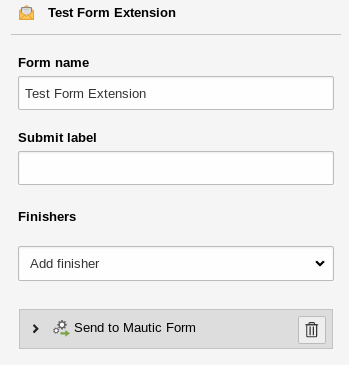 Test Form Extension
Form name
Test Form Extension
Submit label
Finishers
Add finisher
Send to Mautic Form